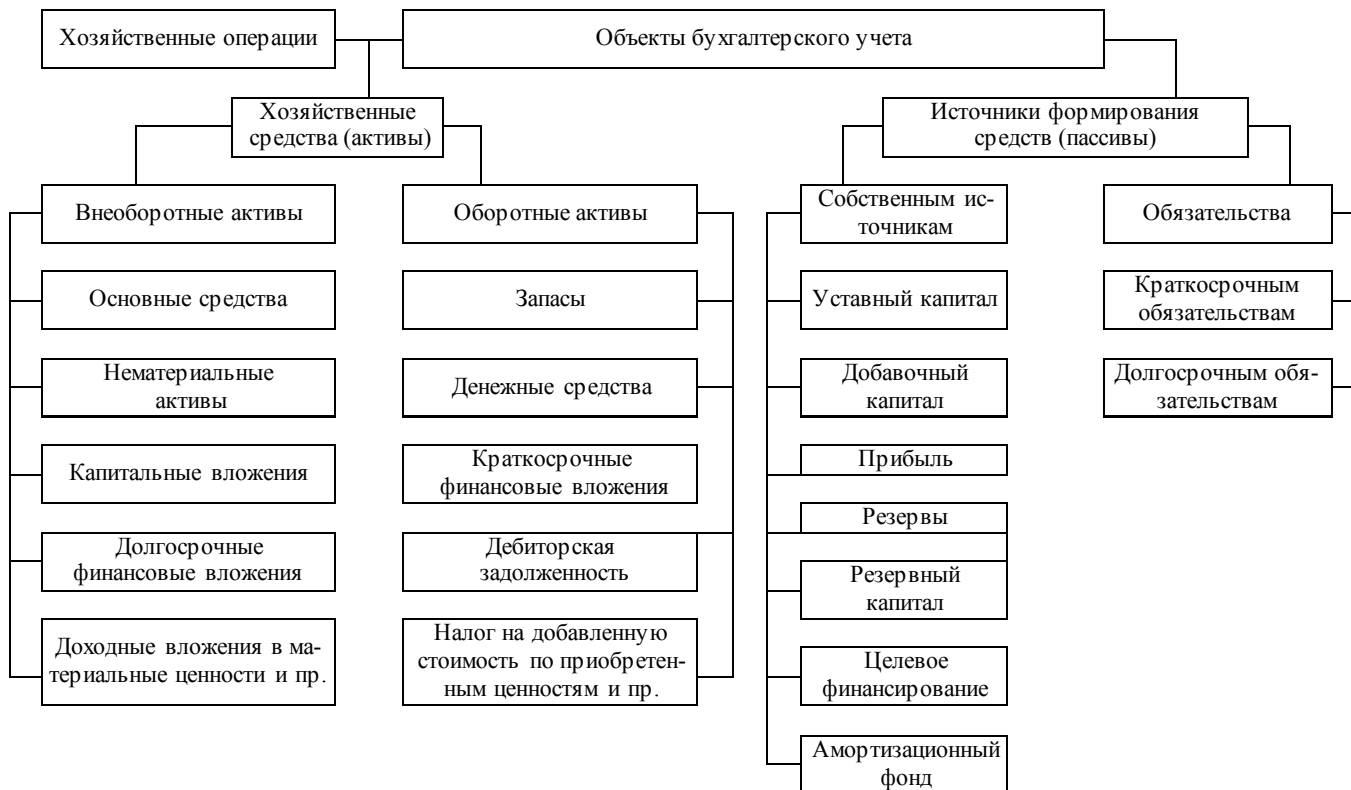 Хозяйственные операции
Объекты бухгалтерского учета
Хозяйственные
средства (активы)
Источники формирования
средств (пассивы)
Внеоборотные активы
Оборотные активы
Собственным ис-
точникам
Обязательства
Основные средства
Запасы
Уставный капитал
Краткосрочным
обязательствам
Нематериальные
активы
Денежные средства
Добавочный
капитал
Долгосрочным обя-
зательствам
Капитальные вложения
Краткосрочные
финансовые вложения
Прибыль
Резервы
Долгосрочные
финансовые вложения
Дебиторская
задолженность
Резервный
капитал
Доходные вложения в ма-
териальные ценности и пр.
Налог на добавленную
стоимость по приобретен-
ным ценностям и пр.
Целевое
финансирование
Амортизационный
фонд